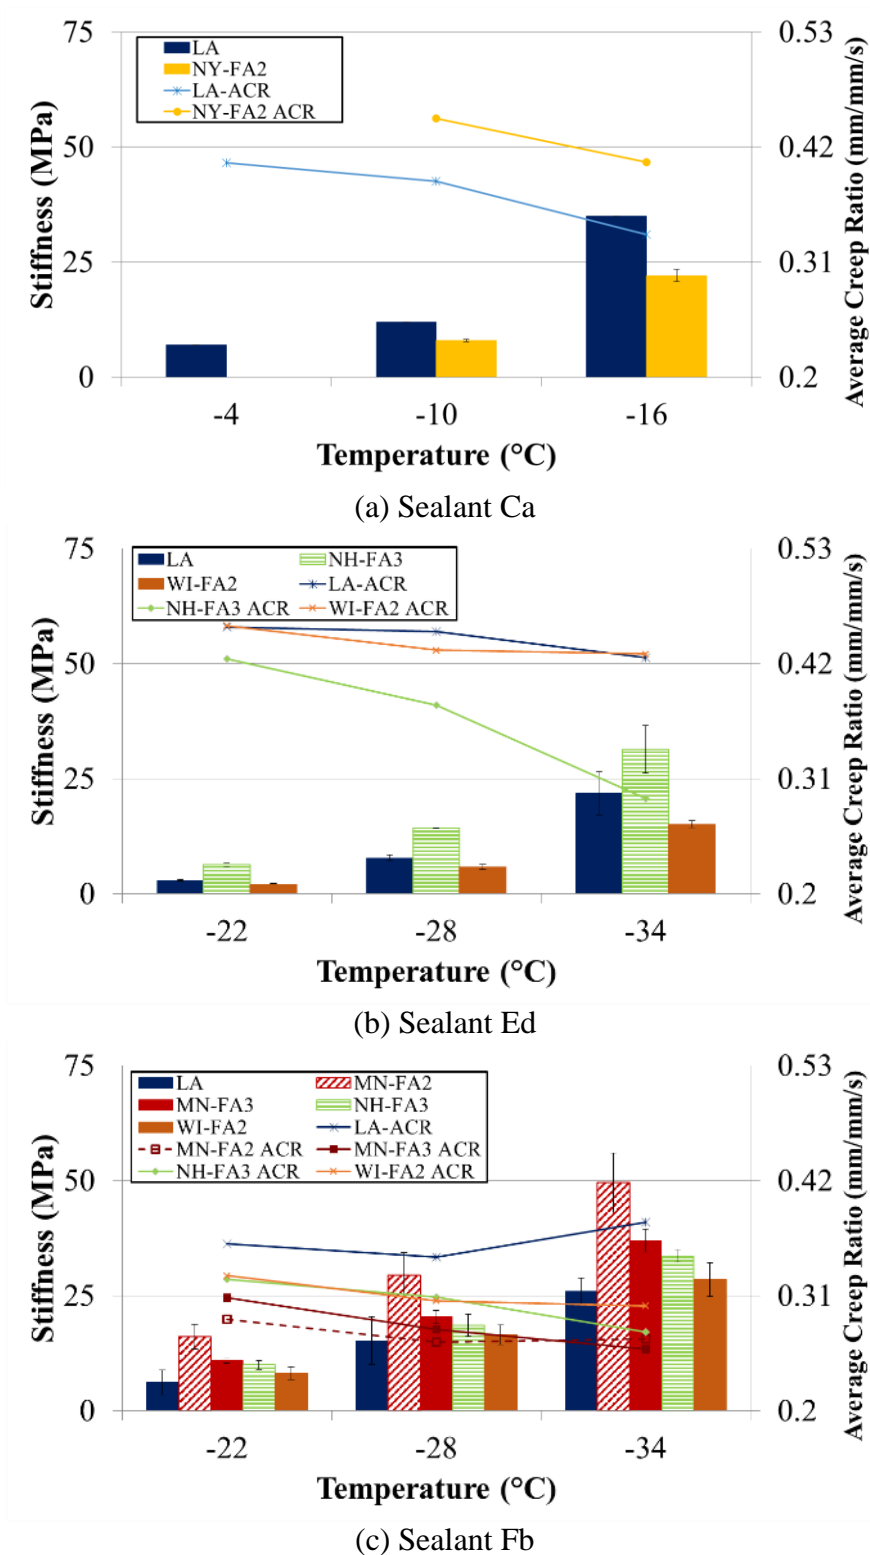 75
50
25
0
Stiffness (MPa)
LA
NY-FA2
LA-ACR
NY-FA2 ACR
0.53
0.42
0.31
0.2
Average Creep Ratio (mm/mm/s)
-4 -10 -16
Temperature (°C)
(a) Sealant Ca
75
50
25
0
Stiffness (MPa)
LA NH-FA3
WI-FA2 LA-ACR
NH-FA3 ACR WI-FA2 ACR
0.53
0.42
0.31
0.2
Average Creep Ratio (mm/mm/s)
-22 -28 -34
Temperature (°C)
(b) Sealant Ed
75
50
25
0
Stiffness (MPa)
LA MN-FA2
MN-FA3 NH-FA3
WI-FA2 LA-ACR
MN-FA2 ACR MN-FA3 ACR
NH-FA3 ACR WI-FA2 ACR
0.53
0.42
0.31
0.2
Average Creep Ratio (mm/mm/s)
-22 -28 -34
Temperature (°C)
(c) Sealant Fb